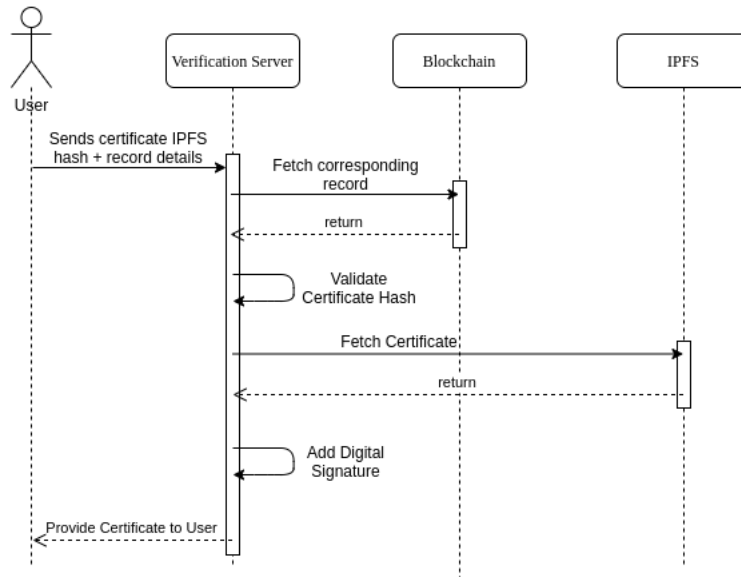 User
Verification Server
Blockchain
IPFS
Sends certificate IPFS
hash + record details
Fetch corresponding
record
return
Validate
Certificate Hash
Fetch Certificate
return
Add Digital
Signature
Provide Certificate to User